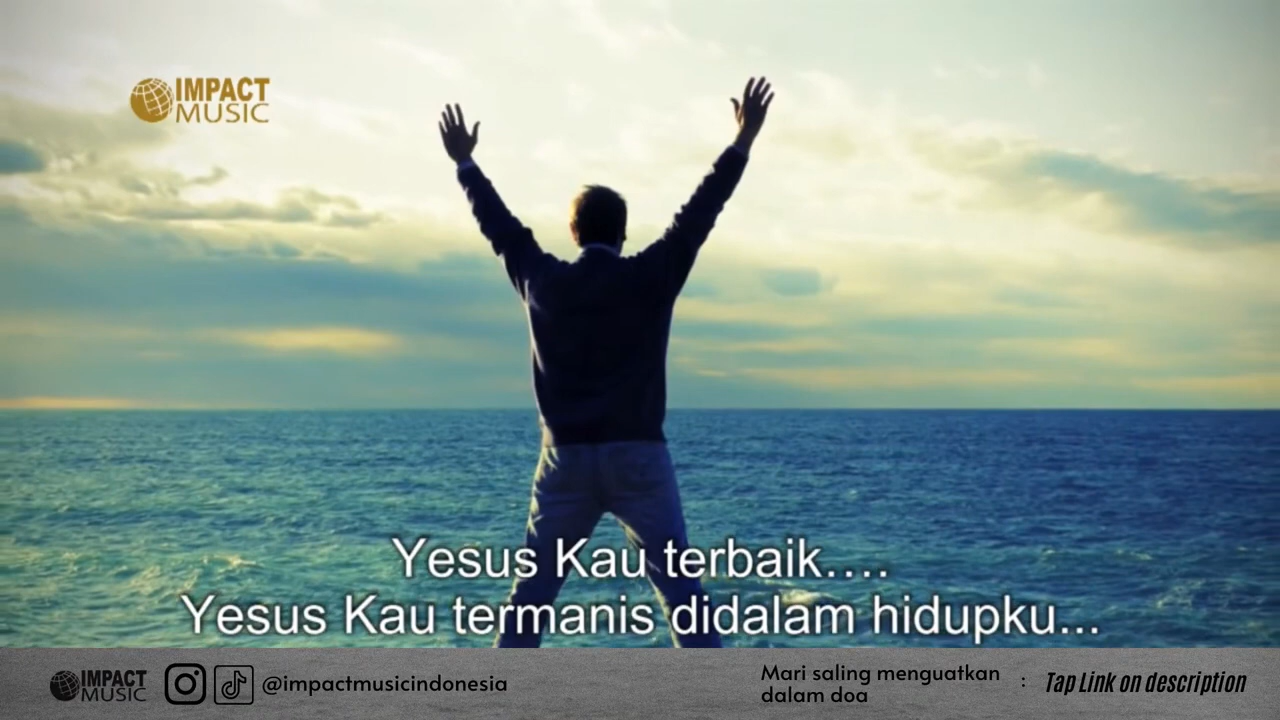 IMPACT
MUSIC
Yesus Kau terbaik....
Yesus Kau termanis didalam hidupku...
IMPACT
MUSIC
@impactmusicindonesia
Mari saling menguatkan
dalam doa
:
Tap Link on description